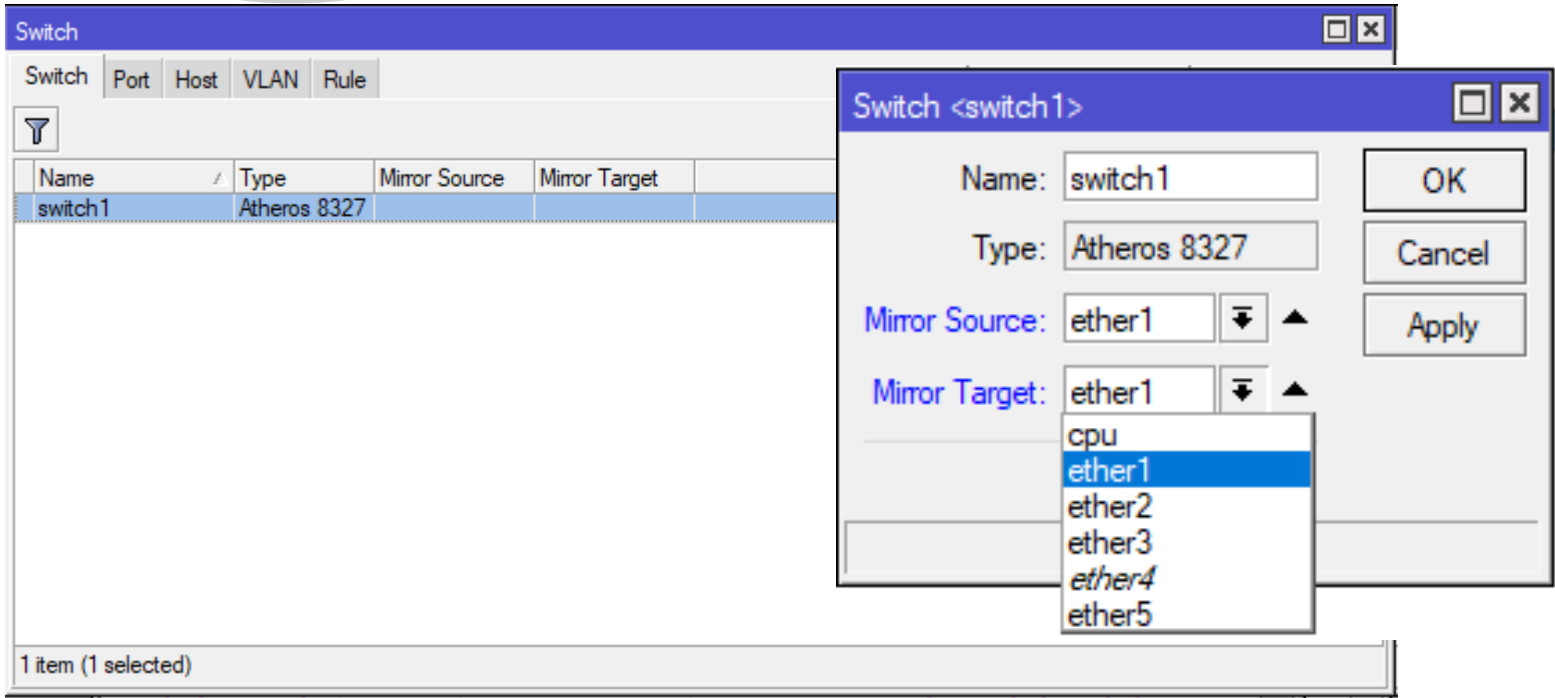 Switch
Switch Port Host VLAN Rule
Name Type Mirror Source Mirror Target
switch1 Atheros 8327
1 item (1 selected)
Switch <switch1>
Name: switch1 OK
Type: Atheros 8327 Cancel
Mirror Source: ether1 Apply
Mirror Target: ether1
cpu
ether1
ether2
ether3
ether4
ether5